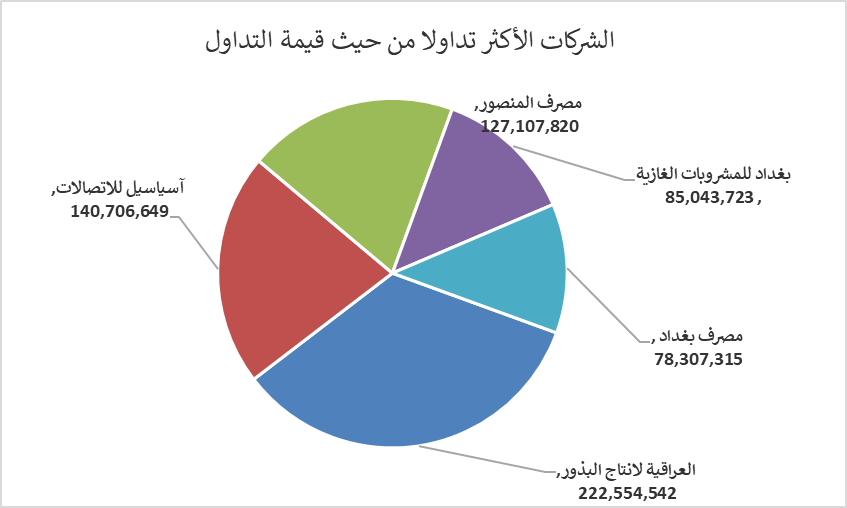 الشركات الأكثر تداولا من حيث قيمة التداول
مصرف المنصور,
127,107,820
بغداد للمشروبات الغازية
, 85,043,723
آسياسيل للاتصالات,
140,706,649
مصرف بغداد ,
78,307,315
العراقية لانتاج البذور,
222,554,542